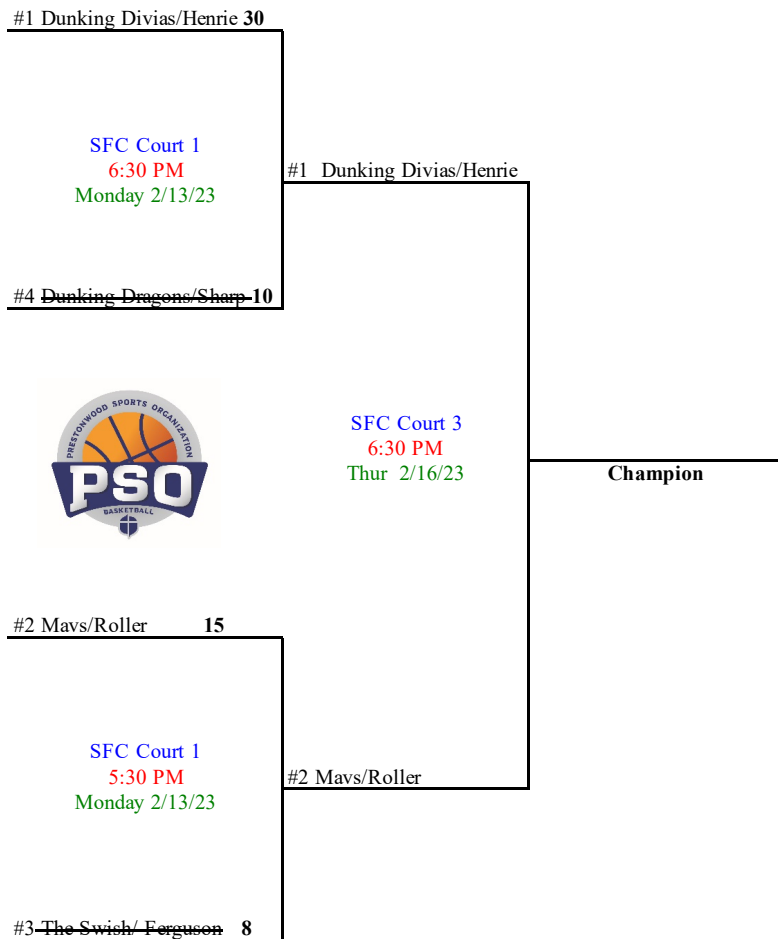 #1 Dunking Divias/Henrie 30
SFC Court 1
6:30 PM
Monday 2/13/23
#1 Dunking Divias/Henrie
#4 Dunking Dragons/Sharp 10
PRESTONWOOD SPORTS ORGANIZATION
PSO
BASKETBALL
SFC Court 3
6:30 PM
Thur 2/16/23
Champion
#2 Mavs/Roller 15
SFC Court 1
5:30 PM
Monday 2/13/23
#2 Mavs/Roller
#3 The Swish/ Ferguson 8